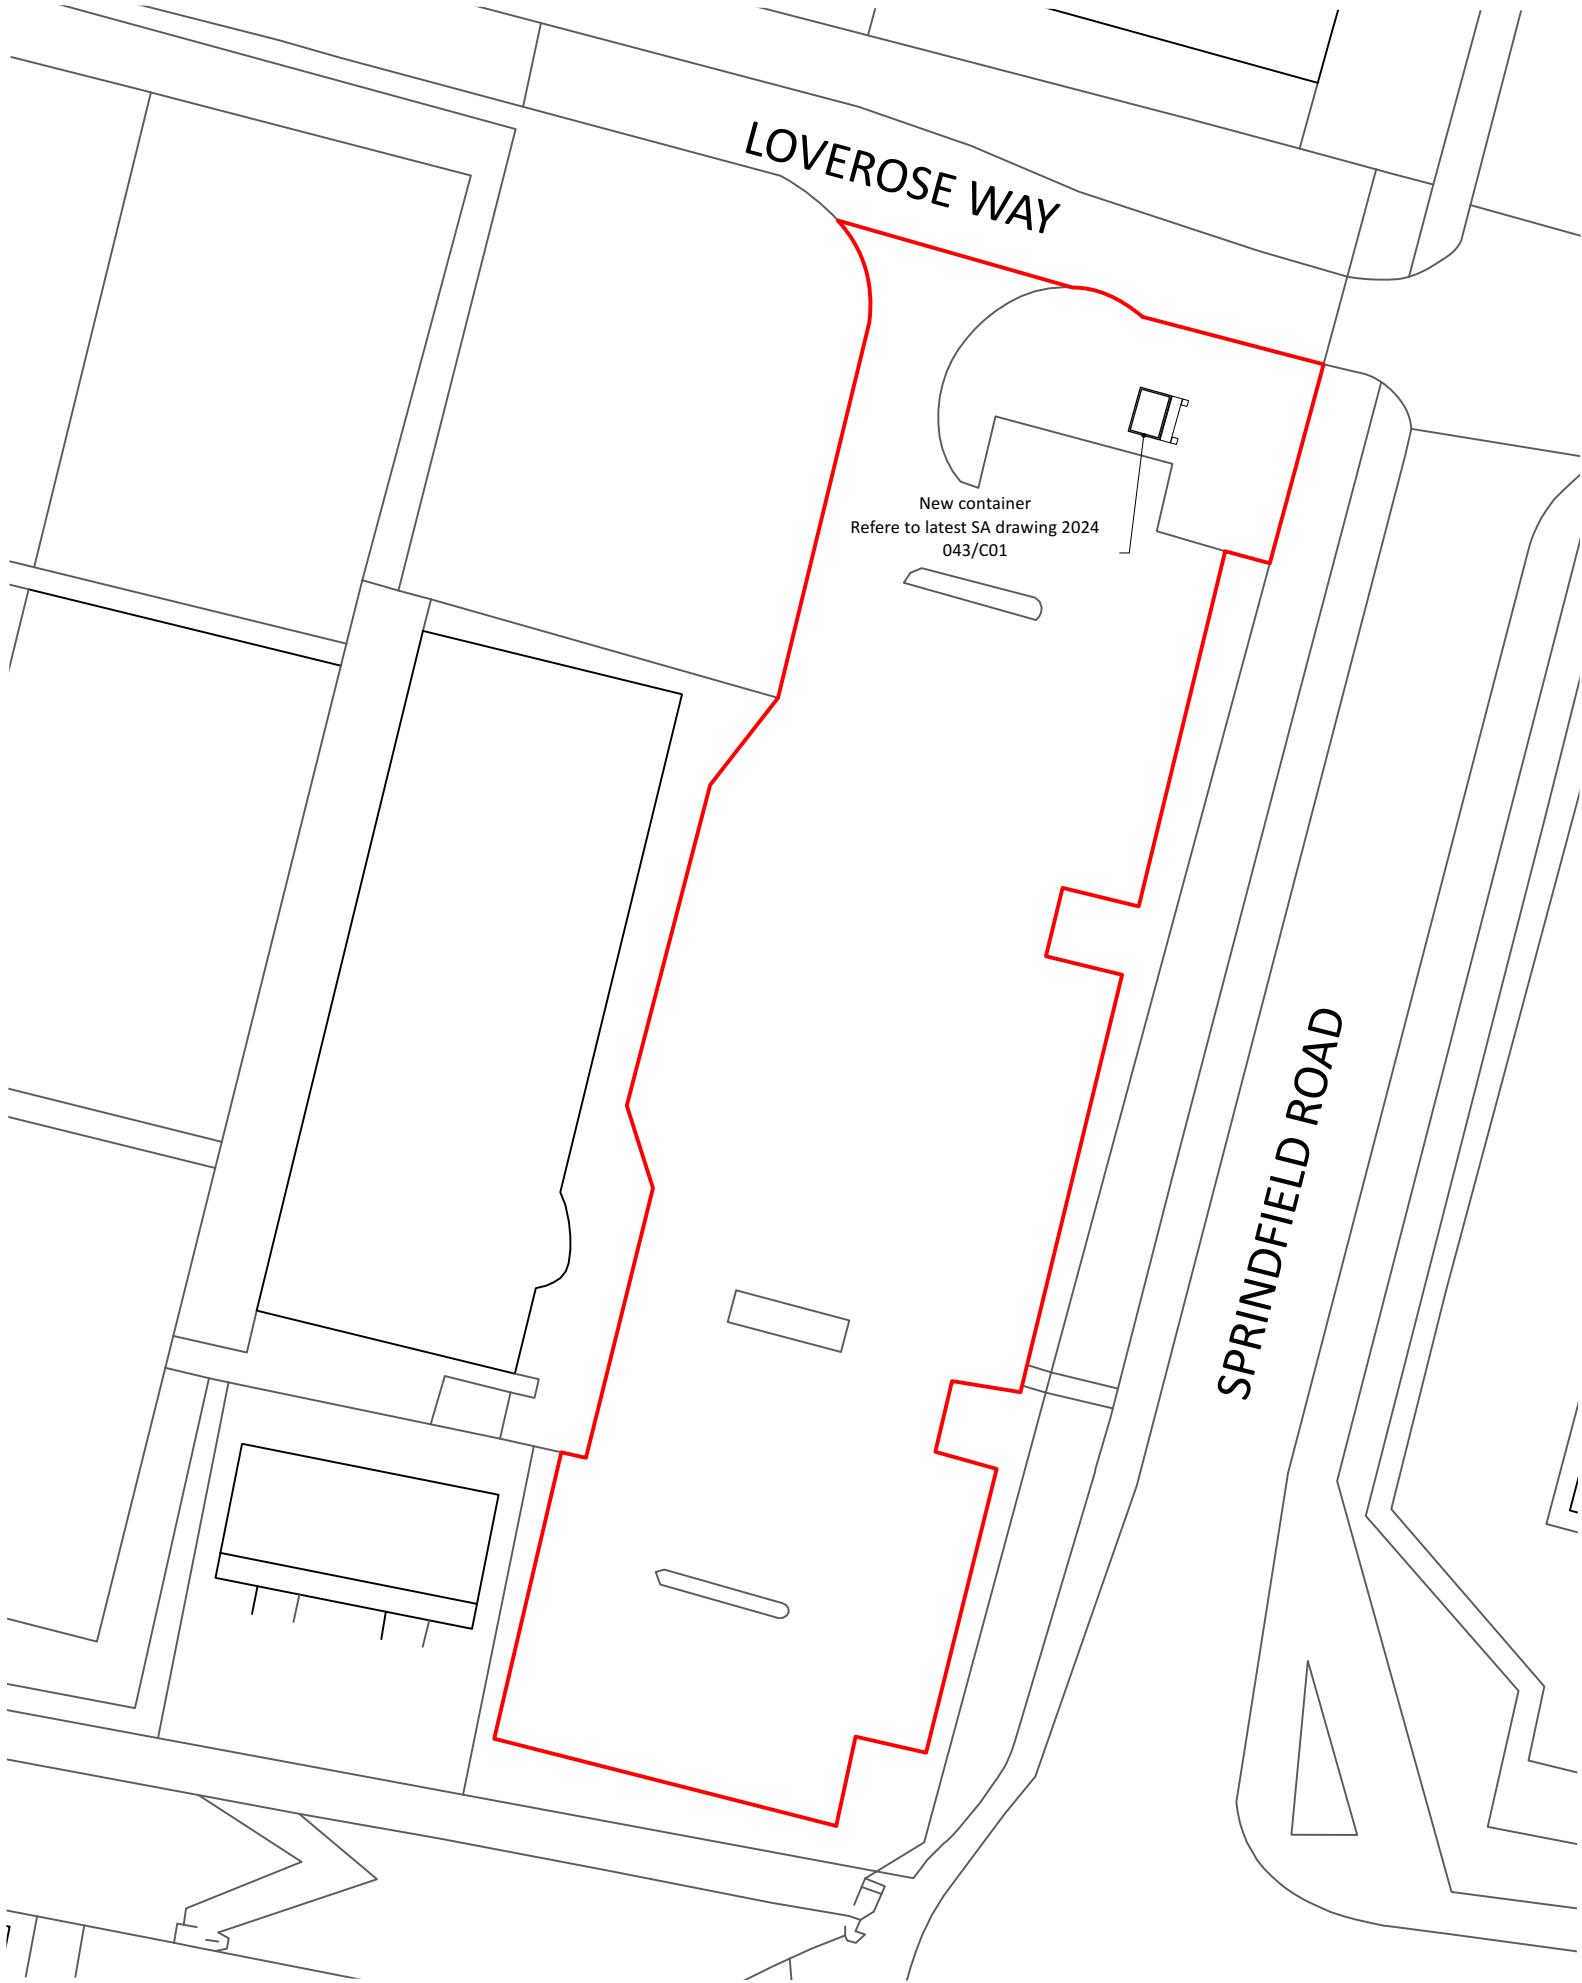 LOVEROSE WAY
New container
Refere to latest SA drawing 2024
043/C01
SPRINDFIELD ROAD